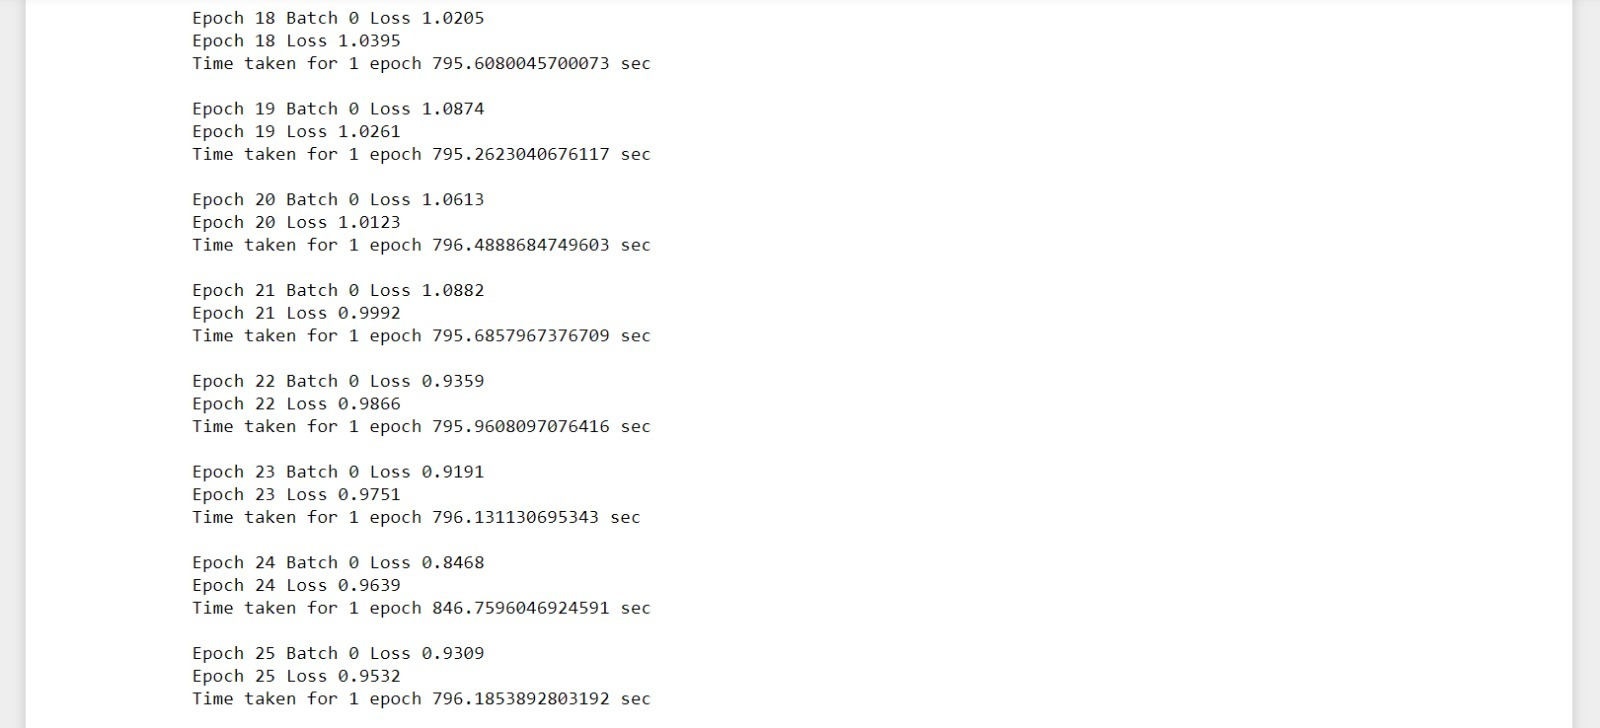 Epoch 18 Batch 0 Loss 1.0205
Epoch 18 Loss 1.0395
Time taken for 1 epoch 795.6080045700073 sec
Epoch 19 Batch 0 Loss 1.0874
Epoch 19 Loss 1.0261
Time taken for 1 epoch 795.2623040676117 sec
Epoch 20 Batch 0 Loss 1.0613
Epoch 20 Loss 1.0123
Time taken for 1 epoch 796.4888684749603 sec
Epoch 21 Batch 0 Loss 1.0882
Epoch 21 Loss 0.9992
Time taken for 1 epoch 795.6857967376709 sec
Epoch 22 Batch 0 Loss 0.9359
Epoch 22 Loss 0.9866
Time taken for 1 epoch 795.9608097076416 sec
Epoch 23 Batch 0 Loss 0.9191
Epoch 23 Loss 0.9751
Time taken for 1 epoch 796.131130695343 sec
Epoch 24 Batch 0 Loss 0.8468
Epoch 24 Loss 0.9639
Time taken for 1 epoch 846.7596046924591 sec
Epoch 25 Batch 0 Loss 0.9309
Epoch 25 Loss 0.9532
Time taken for 1 epoch 796.1853892803192 sec